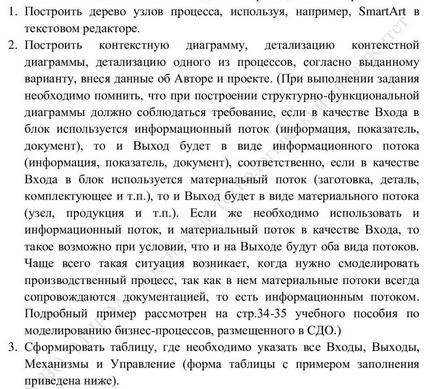 1. Построить дерево узлов процесса, используя, например, SmartArt в
текстовом редакторе.
2. Построить контекстную диаграмму, детализацию контекстной
диаграммы, детализацию одного из процессов, согласно выданному
варианту, внеся данные об Авторе и проекте. (При выполнении задания
необходимо помнить, что при построении структурно-функциональной
диаграммы должно соблюдаться требование, если в качестве Входа в
блок используется информационный поток (информация, показатель,
документ), то и Выход будет в виде информационного потока
(информация, показатель, документ), соответственно, если в качестве
Входа в блок используется материальный поток (заготовка, деталь,
комплектующее и т.п.), то и Выход будет в виде материального потока
(узел, продукция и т.п.). Если же необходимо использовать и
информационный поток, и материальный поток в качестве Входа, то
такое возможно при условии, что и на Выходе будут оба вида потоков.
Чаще всего такая ситуация возникает, когда нужно смоделировать
производственный процесс, так как в нем материальные потоки всегда
сопровождаются документацией, то есть информационным потоком.
Подробный пример рассмотрен на стр.34-35 учебного пособия по
моделированию бизнес-процессов, размещенного в СДО.)
3. Сформировать таблицу, где необходимо указать все Входы, Выходы,
Механизмы и Управление (форма таблицы с примером заполнения
приведена ниже).